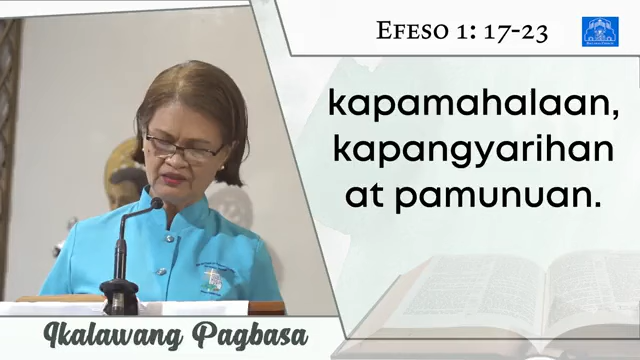 EFESO 1: 17-23
kapamahalaan,
kapangyarihan
at pamunuan.
Ikalawang Pagbasa